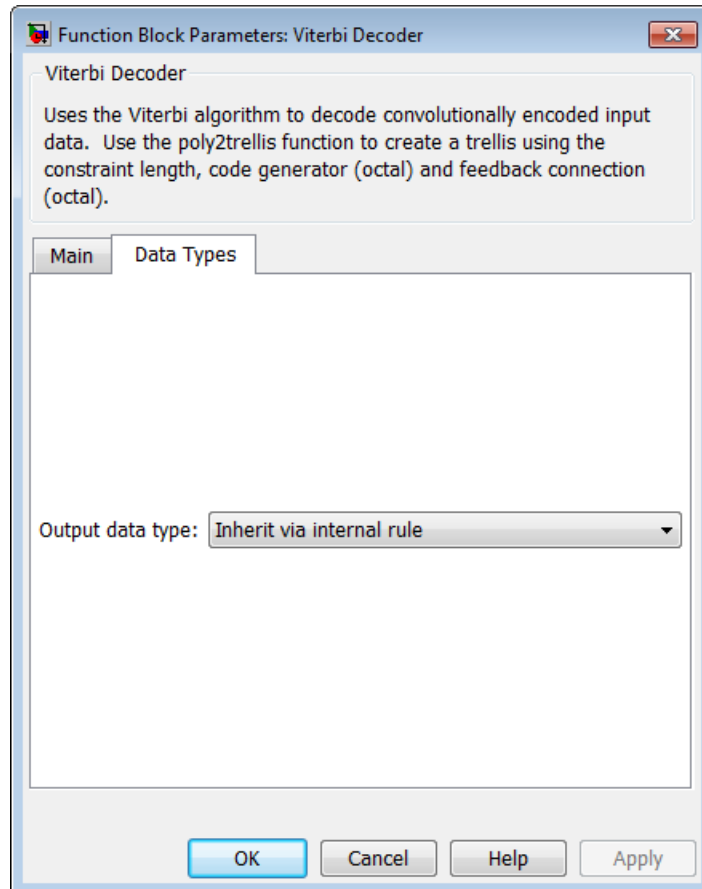 Function Block Parameters: Viterbi Decoder
Viterbi Decoder
Uses the Viterbi algorithm to decode convolutionally encoded input
data.  Use the poly2trellis function to create a trellis using the
constraint length, code generator (octal) and feedback connection
(octal).
Main Data Types
Output data type: Inherit via internal rule
OK Cancel Help Apply